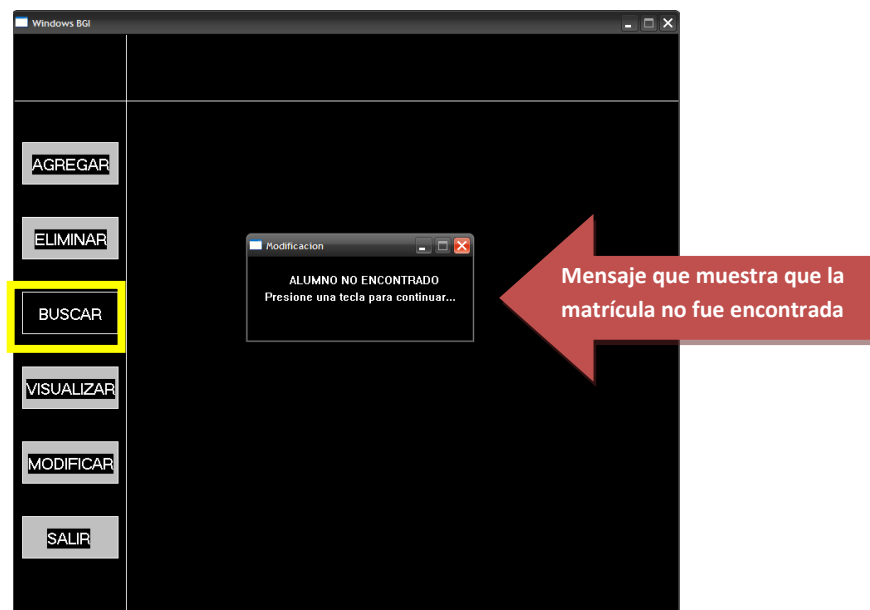 Windows BGI
AGREGAR
ELIMINAR
Modificacion
ALUMNO NO ENCONTRADO
Presione una tecla para continuar...
Mensaje que muestra que la
matrícula no fue encontrada
BUSCAR
VISUALIZAR
MODIFICAR
SALIR